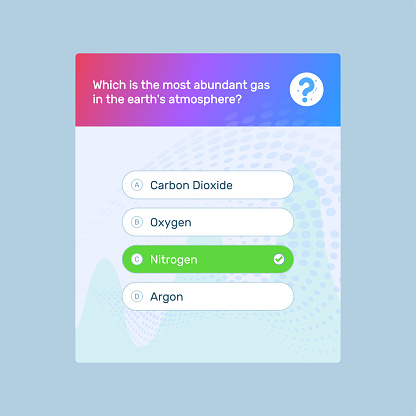 Which is the most abundant gas
in the earth's atmosphere?
?
A Carbon Dioxide
B Oxygen
C Nitrogen
D Argon